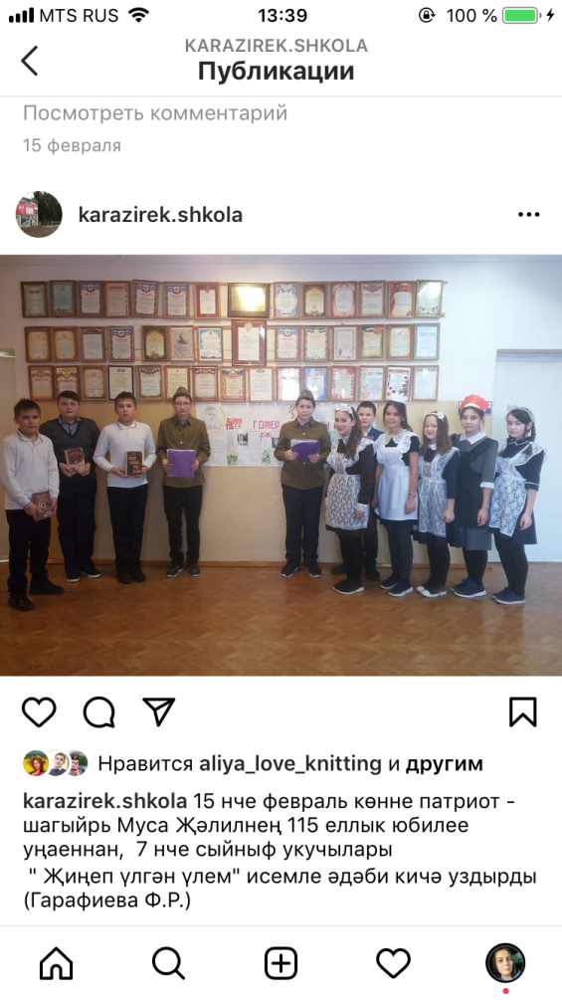 MTS RUS 13:39 100 %
KARAZIREK.SHKOLA
Публикации
Посмотреть комментарий
15 февраля
karazirek.shkola
ГОМЕР
Нравится aliya_love_knitting и другим
karazirek.shkola 15 нче февраль көнне патриот -
шагыйрь Муса Җәлилнең 115 еллык юбилее
уңаеннан, 7 нче сыйныф укучылары
" Җиңеп үлгән үлем" исемле әдәби кичә уздырды
(Гарафиева Ф.Р.)